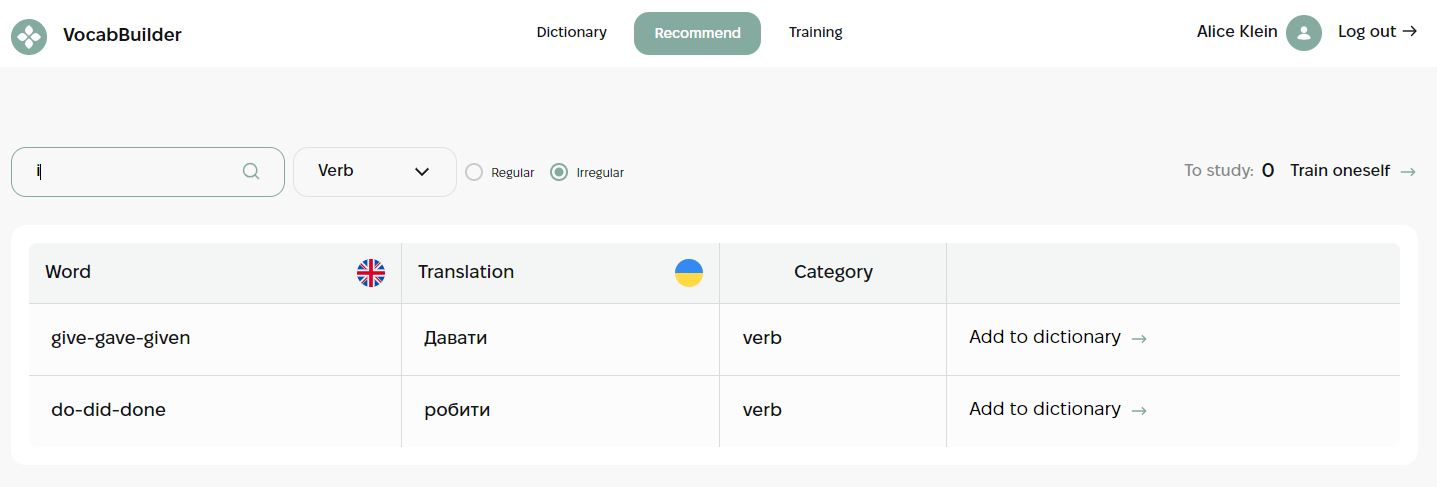 VocabBuilder Dictionary Recommend Training Alice Klein Log out →
i Verb Regular Irregular To study: 0 Train oneself →
Word Translation Category
give-gave-given Давати verb Add to dictionary →
do-did-done робити verb Add to dictionary →